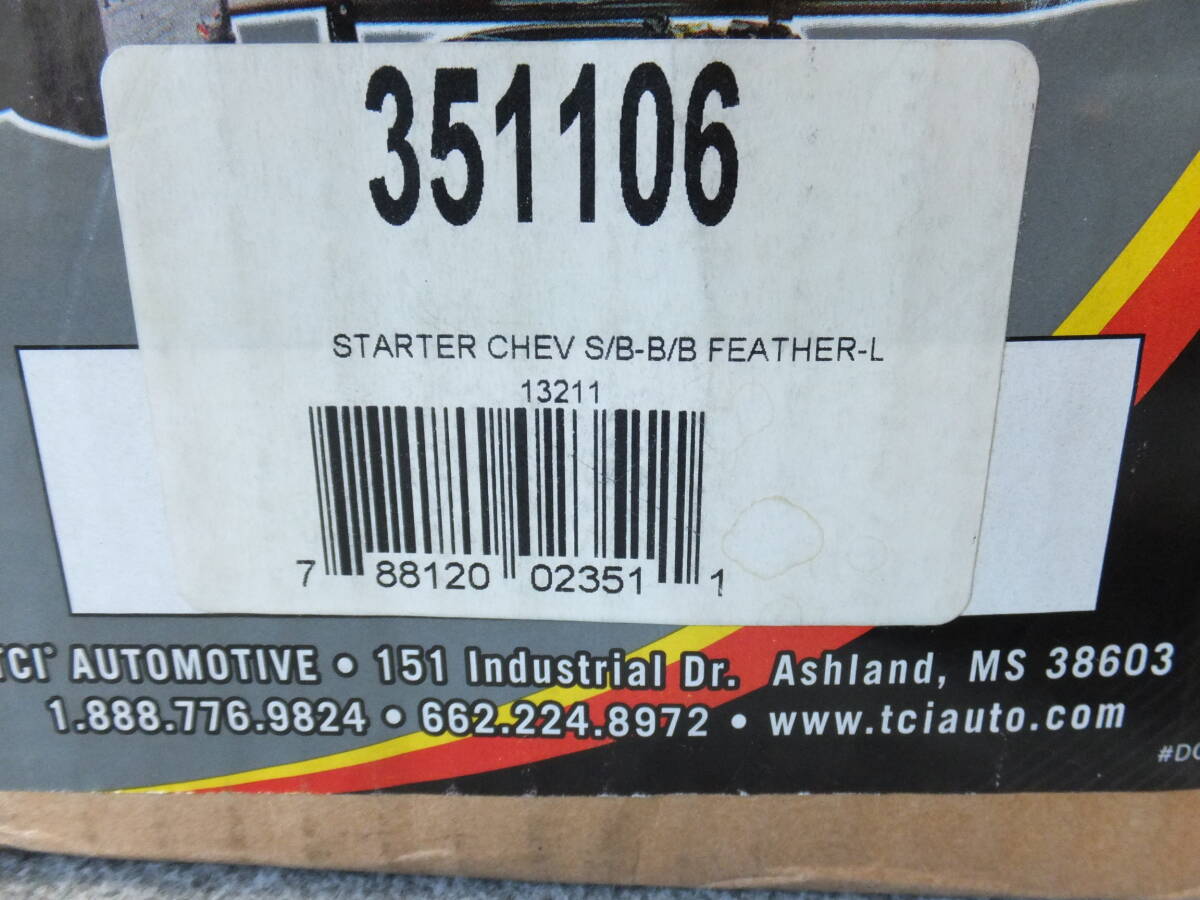 351106
STARTER CHEV S/B-B/B FEATHER-L
13211
7 88120 02351 1
TCI® AUTOMOTIVE • 151 Industrial Dr. Ashland, MS 38603
1.888.776.9824 • 662.224.8972 • www.tciauto.com